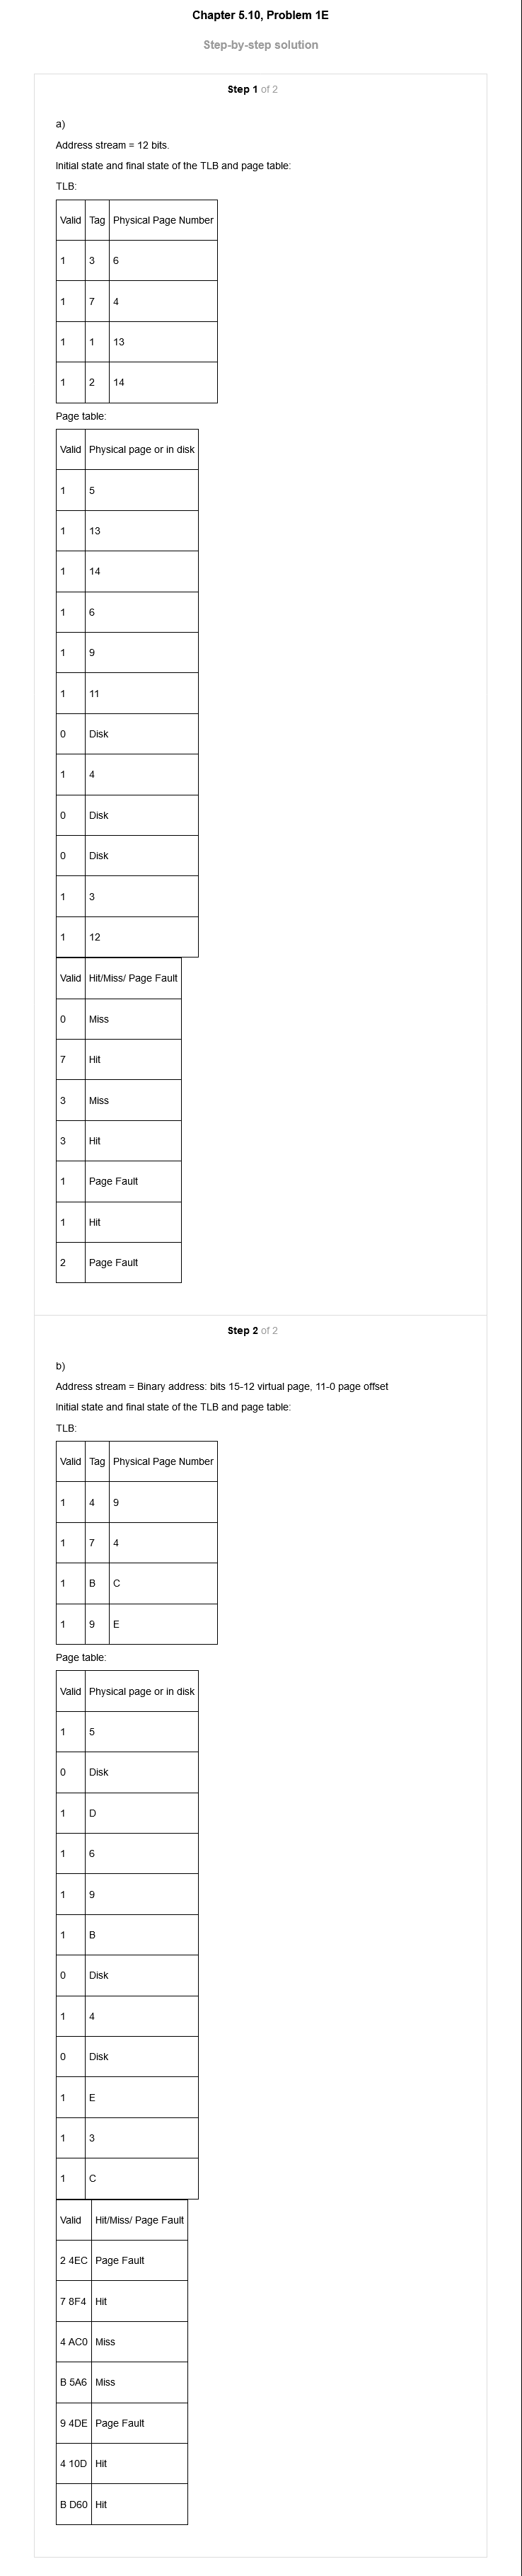 Chapter 5.10, Problem 1E
Step-by-step solution
Step 1 of 2
a)
Address stream = 12 bits.
Initial state and final state of the TLB and page table:
TLB:
Valid Tag Physical Page Number
1 3 6
1 7 4
1 1 13
1 2 14
Page table:
Valid Physical page or in disk
1 5
1 13
1 14
1 6
1 9
1 11
0 Disk
1 4
0 Disk
0 Disk
1 3
1 12
Valid Hit/Miss/ Page Fault
0 Miss
7 Hit
3 Miss
3 Hit
1 Page Fault
1 Hit
2 Page Fault
Step 2 of 2
b)
Address stream = Binary address: bits 15-12 virtual page, 11-0 page offset
Initial state and final state of the TLB and page table:
TLB:
Valid Tag Physical Page Number
1 4 9
1 7 4
1 B C
1 9 E
Page table:
Valid Physical page or in disk
1 5
0 Disk
1 D
1 6
1 9
1 B
0 Disk
1 4
0 Disk
1 E
1 3
1 C
Valid Hit/Miss/ Page Fault
2 4EC Page Fault
7 8F4 Hit
4 AC0 Miss
B 5A6 Miss
9 4DE Page Fault
4 10D Hit
B D60 Hit